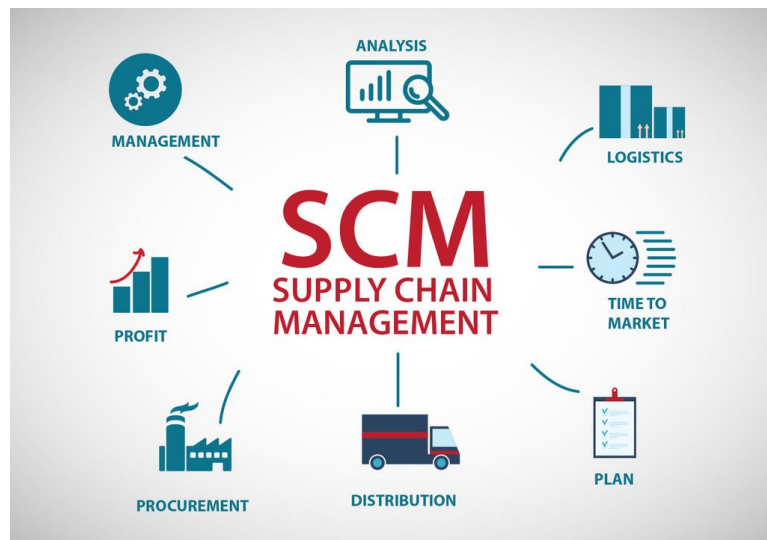 ANALYSIS
MANAGEMENT
LOGISTICS
SCM
SUPPLY CHAIN
MANAGEMENT
TIME TO
MARKET
PROFIT
PLAN
PROCUREMENT
DISTRIBUTION